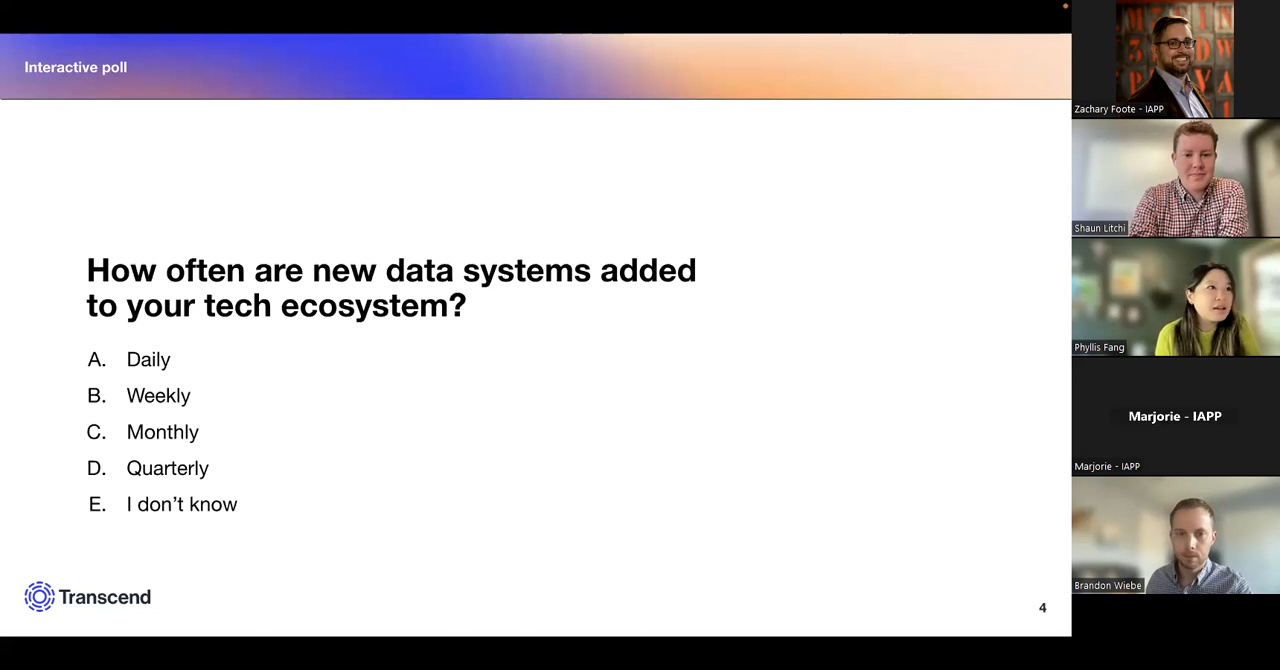 Interactive poll
How often are new data systems added
to your tech ecosystem?
A. Daily
B. Weekly
C. Monthly
D. Quarterly
E. I don’t know
Transcend
4
Zachary Foote - IAPP
Shaun Litchi
Phyllis Fang
Marjorie - IAPP
Marjorie - IAPP
Brandon Wiebe